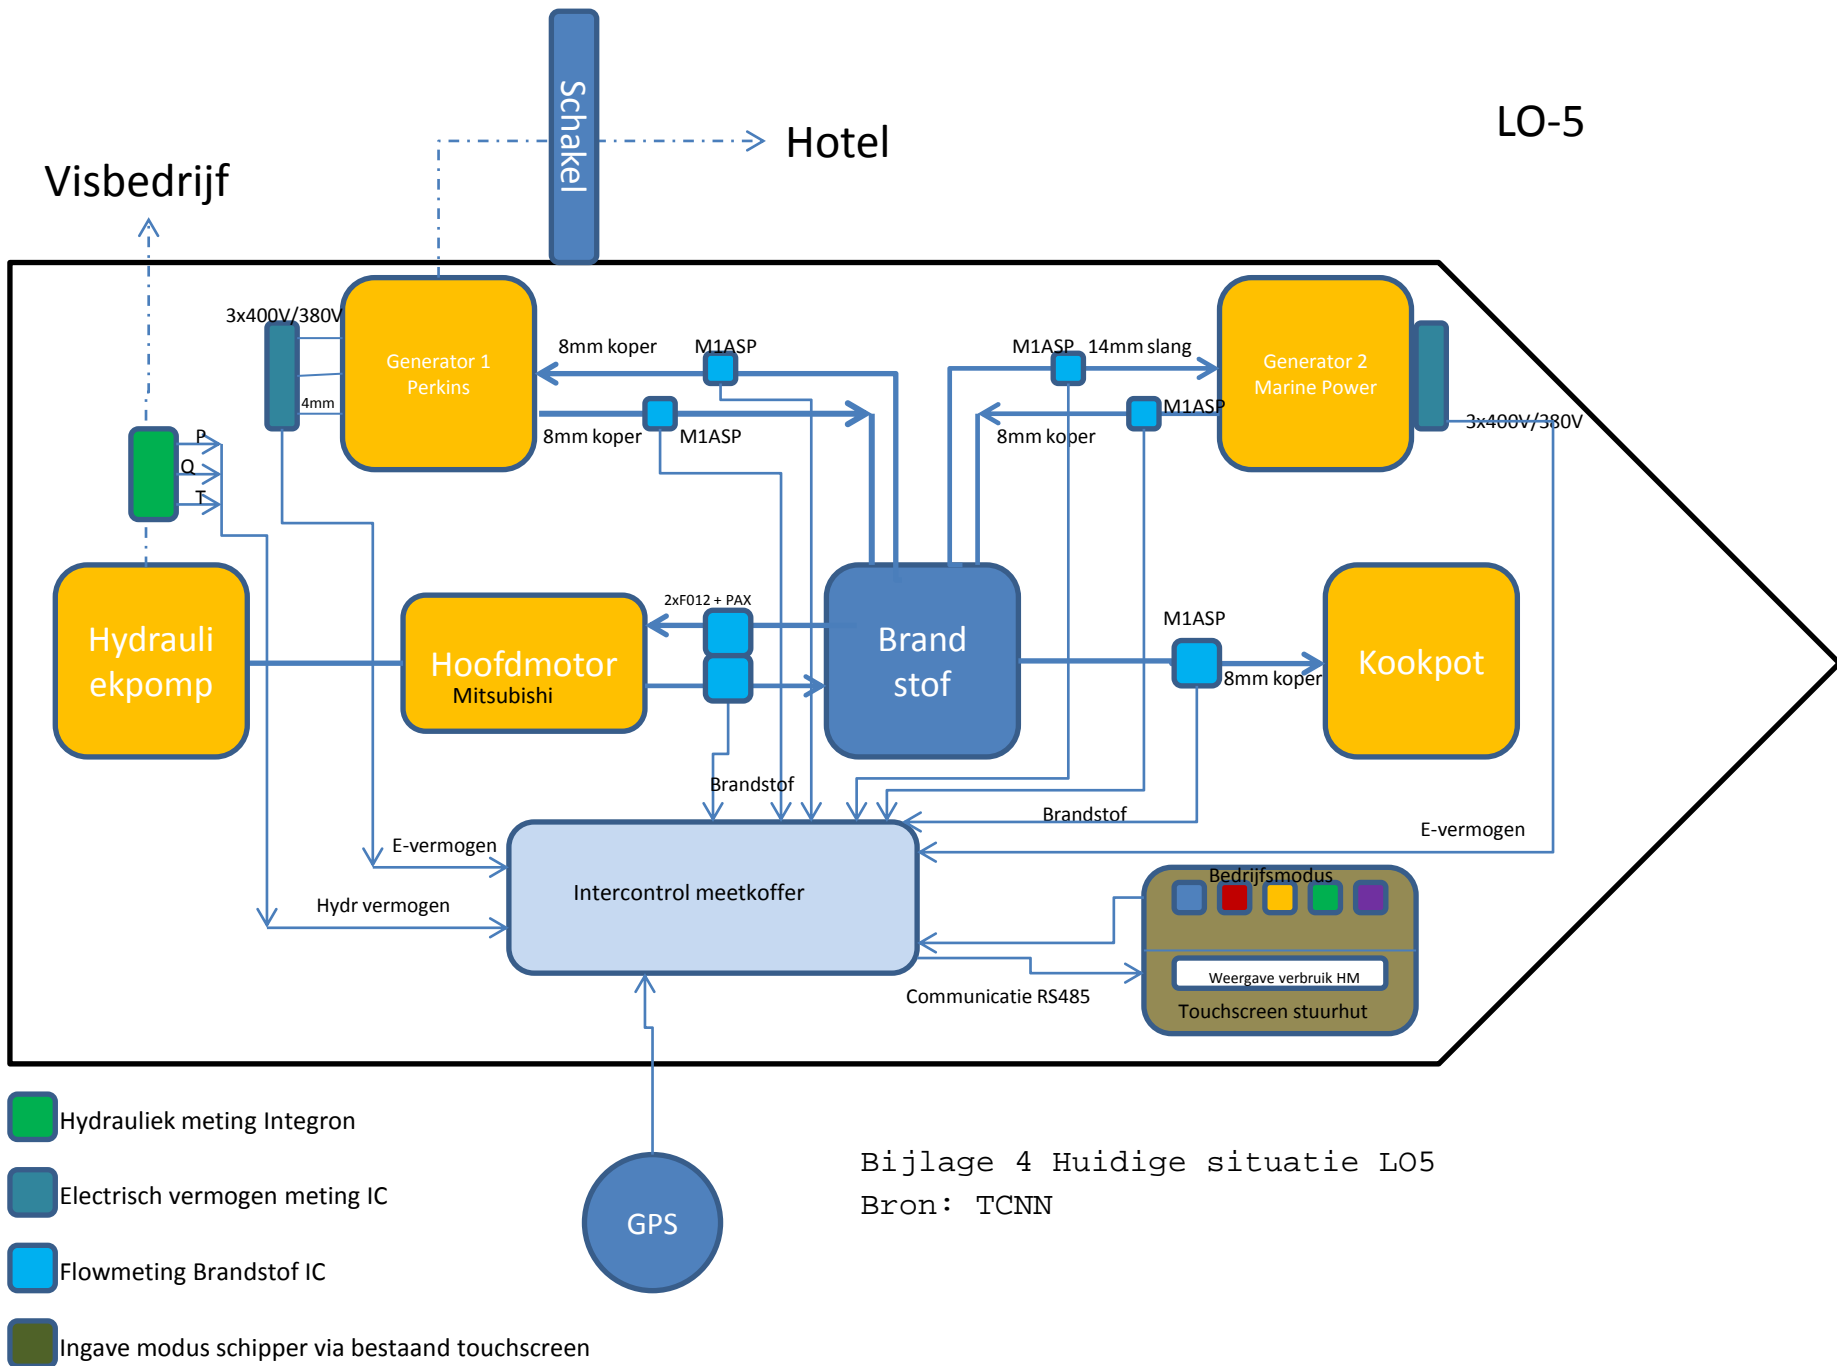 LO-5
Schakel
Hotel
Visbedrijf
3x400V/380V
4mm
Generator 1
Perkins
8mm koper
M1ASP
8mm koper
M1ASP
M1ASP
14mm slang
M1ASP
8mm koper
Generator 2
Marine Power
3x400V/380V
P
Q
T
Hydrauli
ekpomp
Hoofdmotor
Mitsubishi
2xF012 + PAX
Brand
stof
M1ASP
8mm koper
Kookpot
Brandstof
Brandstof
E-vermogen
E-vermogen
Hydr vermogen
Intercontrol meetkoffer
Bedrijfsmodus
Weergave verbruik HM
Touchscreen stuurhut
Communicatie RS485
GPS
Hydrauliek meting Integron
Electrisch vermogen meting IC
Flowmeting Brandstof IC
Ingave modus schipper via bestaand touchscreen
Bijlage 4 Huidige situatie LO5
Bron: TCNN